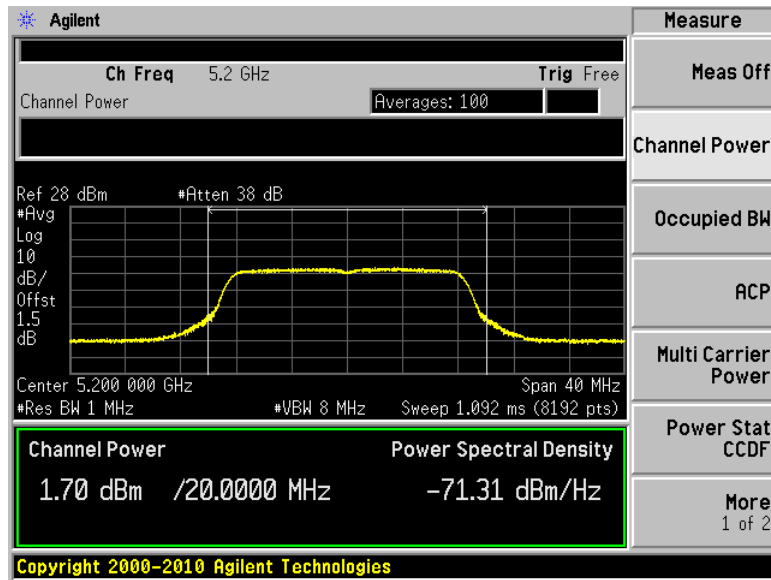 Agilent
Measure
Ch Freq 5.2 GHz Trig Free
Channel Power
Averages: 100
Ref 28 dBm #Atten 38 dB
#Avg
Log
10
dB/
Offst
1.5
dB
Center 5.200 000 GHz Span 40 MHz
#Res BW 1 MHz #VBW 8 MHz Sweep 1.092 ms (8192 pts)
Channel Power Power Spectral Density
1.70 dBm /20.0000 MHz -71.31 dBm/Hz
Copyright 2000-2010 Agilent Technologies
Meas Off
Channel Power
Occupied BW
ACP
Multi Carrier
Power
Power Stat
CCDF
More
1 of 2